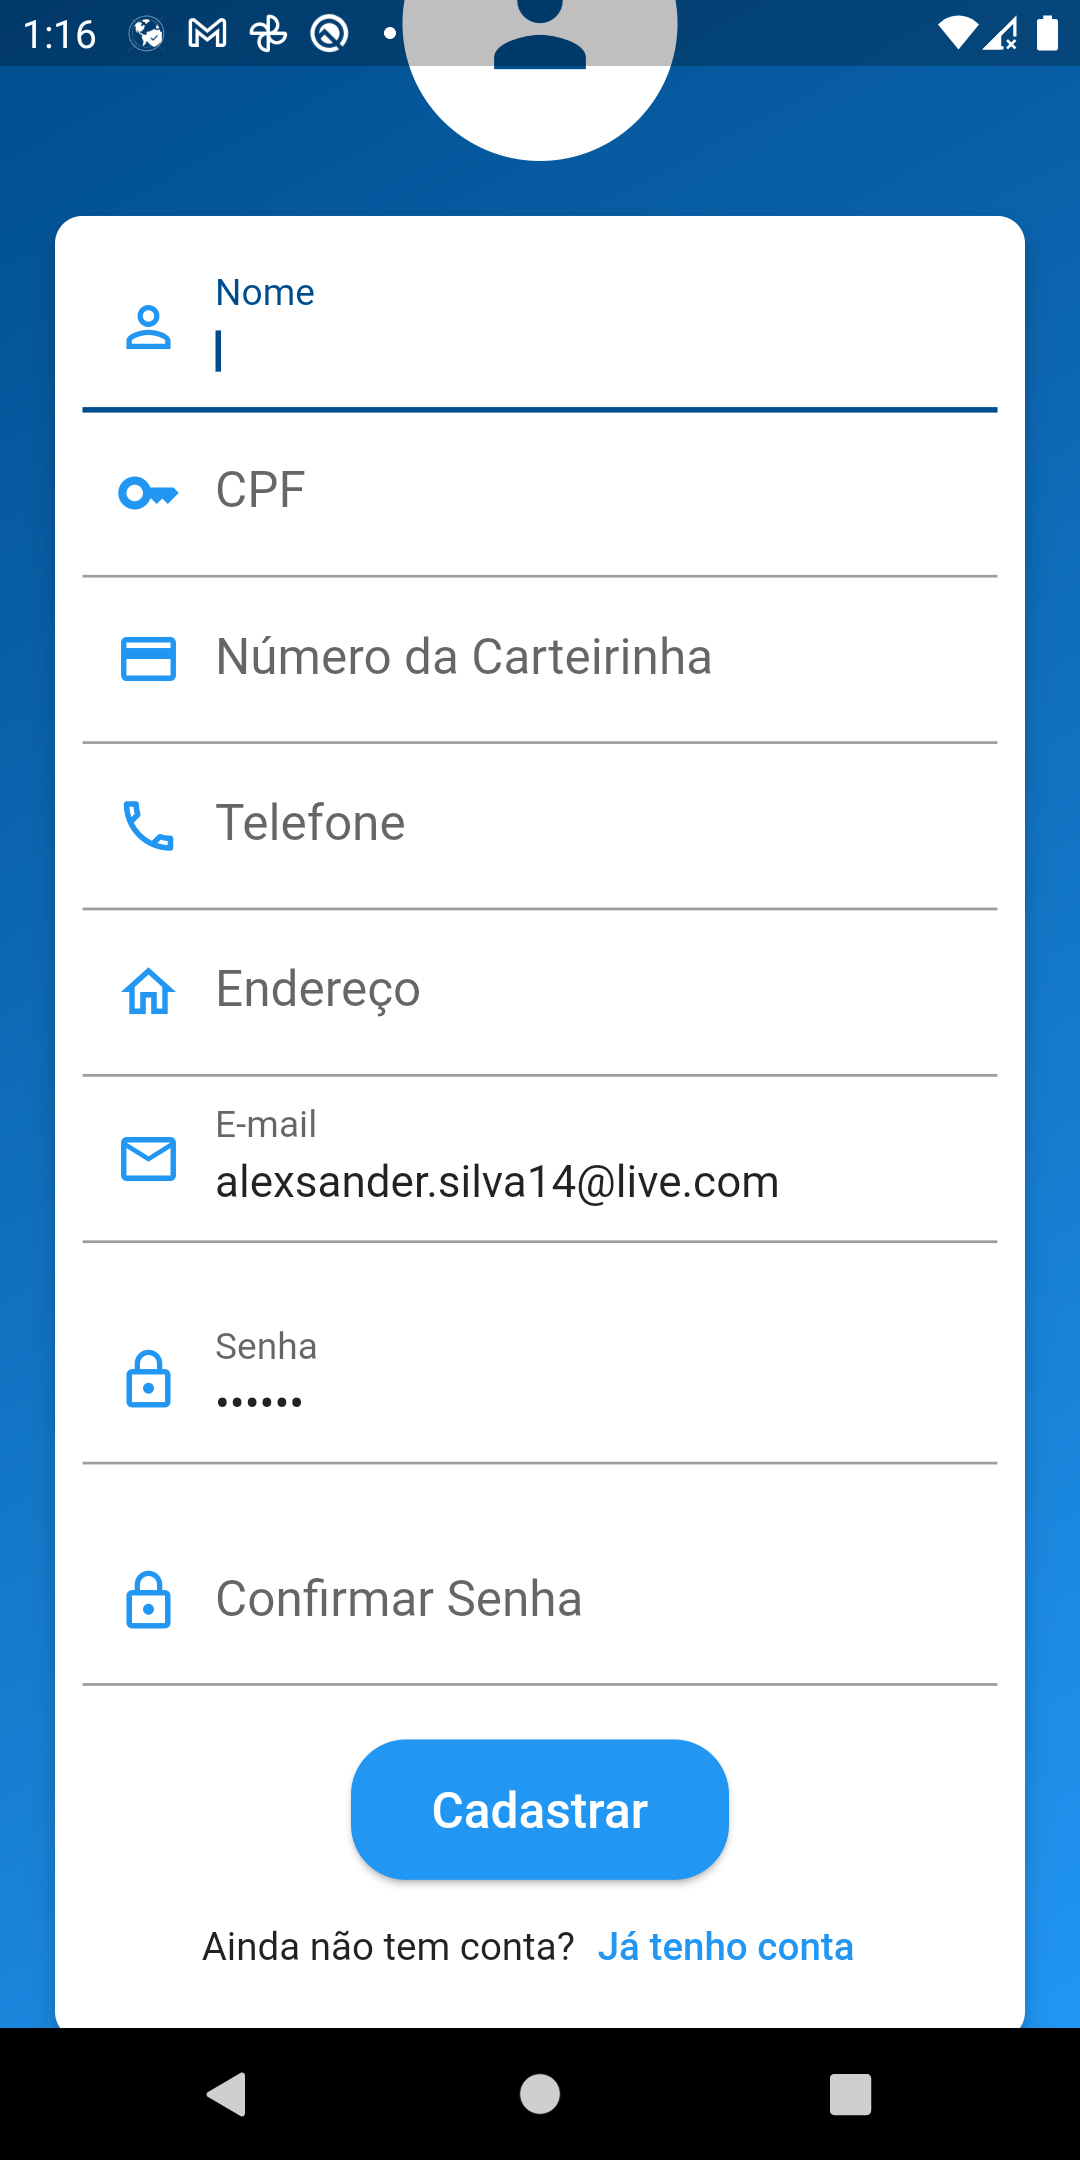 1:16
Nome
CPF
Número da Carteirinha
Telefone
Endereço
E-mail
alexsander.silva14@live.com
Senha
••••••
Confirmar Senha
Cadastrar
Ainda não tem conta? Já tenho conta